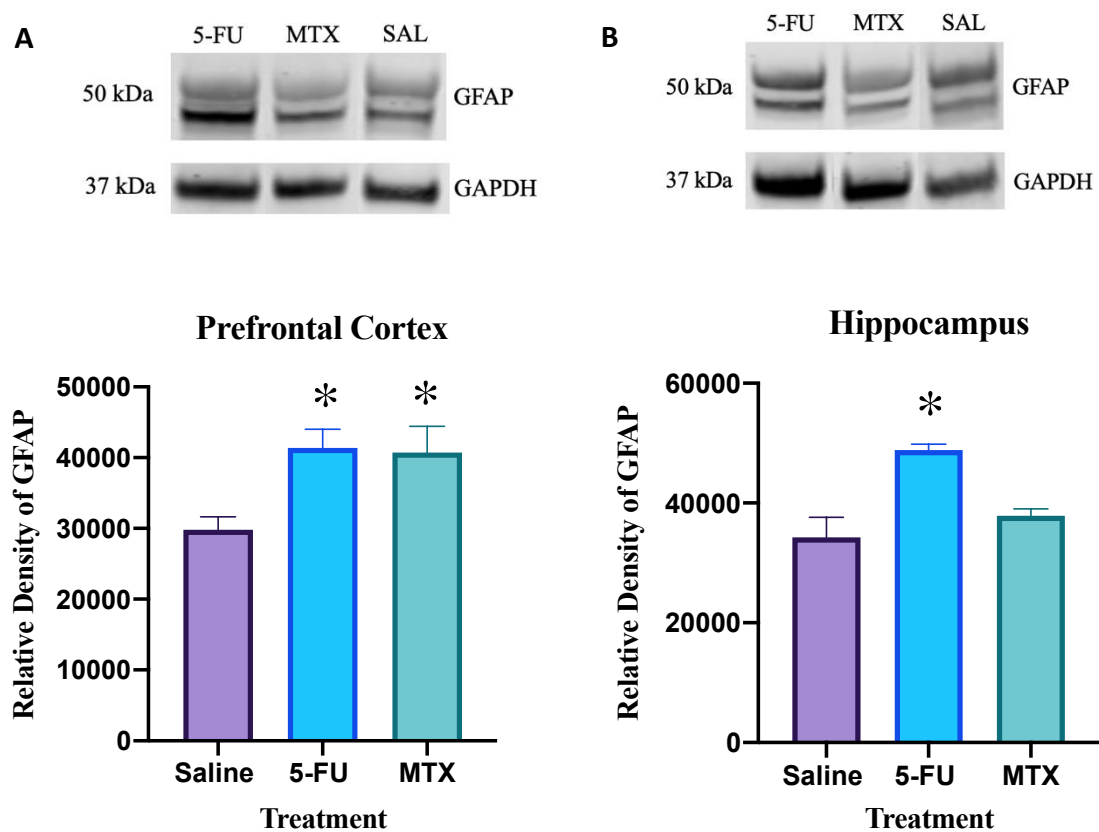 A
5-FU MTX SAL
50 kDa
GFAP
37 kDa
GAPDH
Prefrontal Cortex
Relative Density of GFAP
50000
40000
30000
20000
10000
0
* *
Saline 5-FU MTX
Treatment
B
5-FU MTX SAL
50 kDa
GFAP
37 kDa
GAPDH
Hippocampus
Relative Density of GFAP
60000
40000
20000
0
*
Saline 5-FU MTX
Treatment